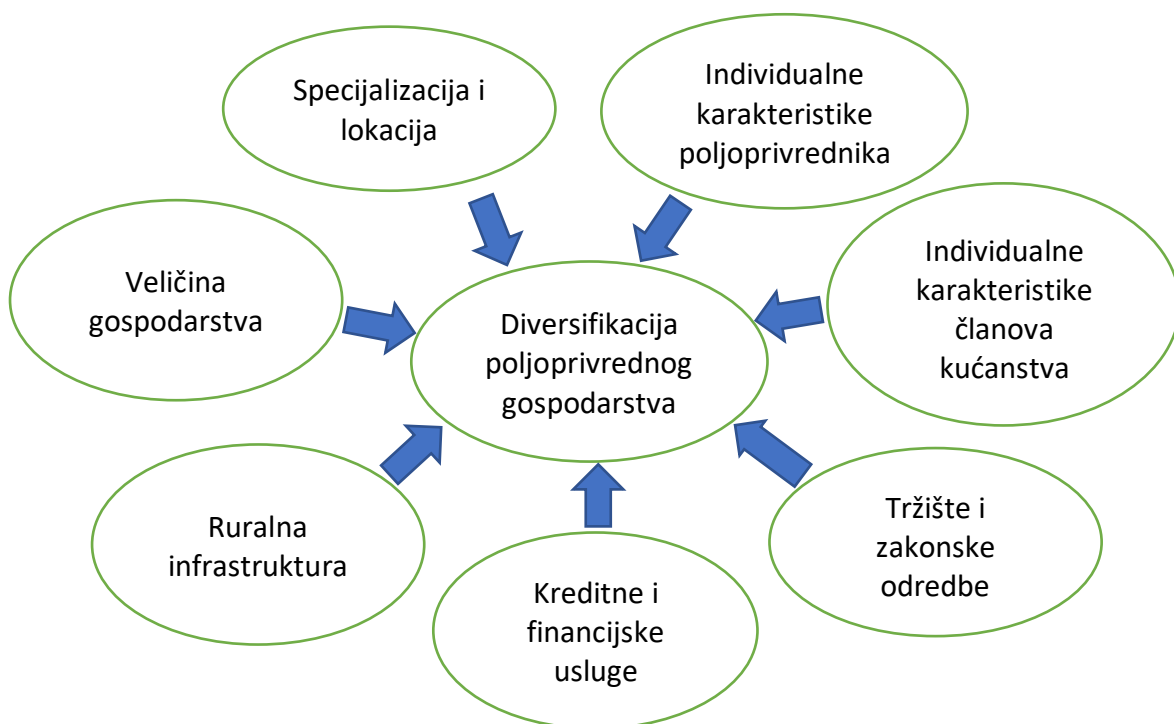 Specijalizacija i
lokacija
Individualne
karakteristike
poljoprivrednika
Veličina
gospodarstva
Diversifikacija
poljoprivrednog
gospodarstva
Individualne
karakteristike
članova
kućanstva
Ruralna
infrastruktura
Kreditne i
financijske
usluge
Tržište i
zakonske
odredbe